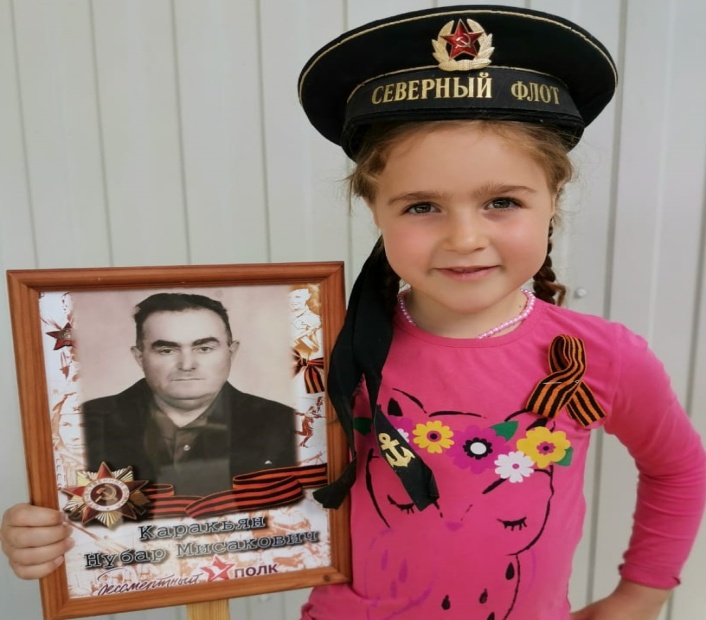 СЕВЕРНЫЙ ФЛОТ
Каракьян
Нубар Мисакович
бессмертный ПОЛК